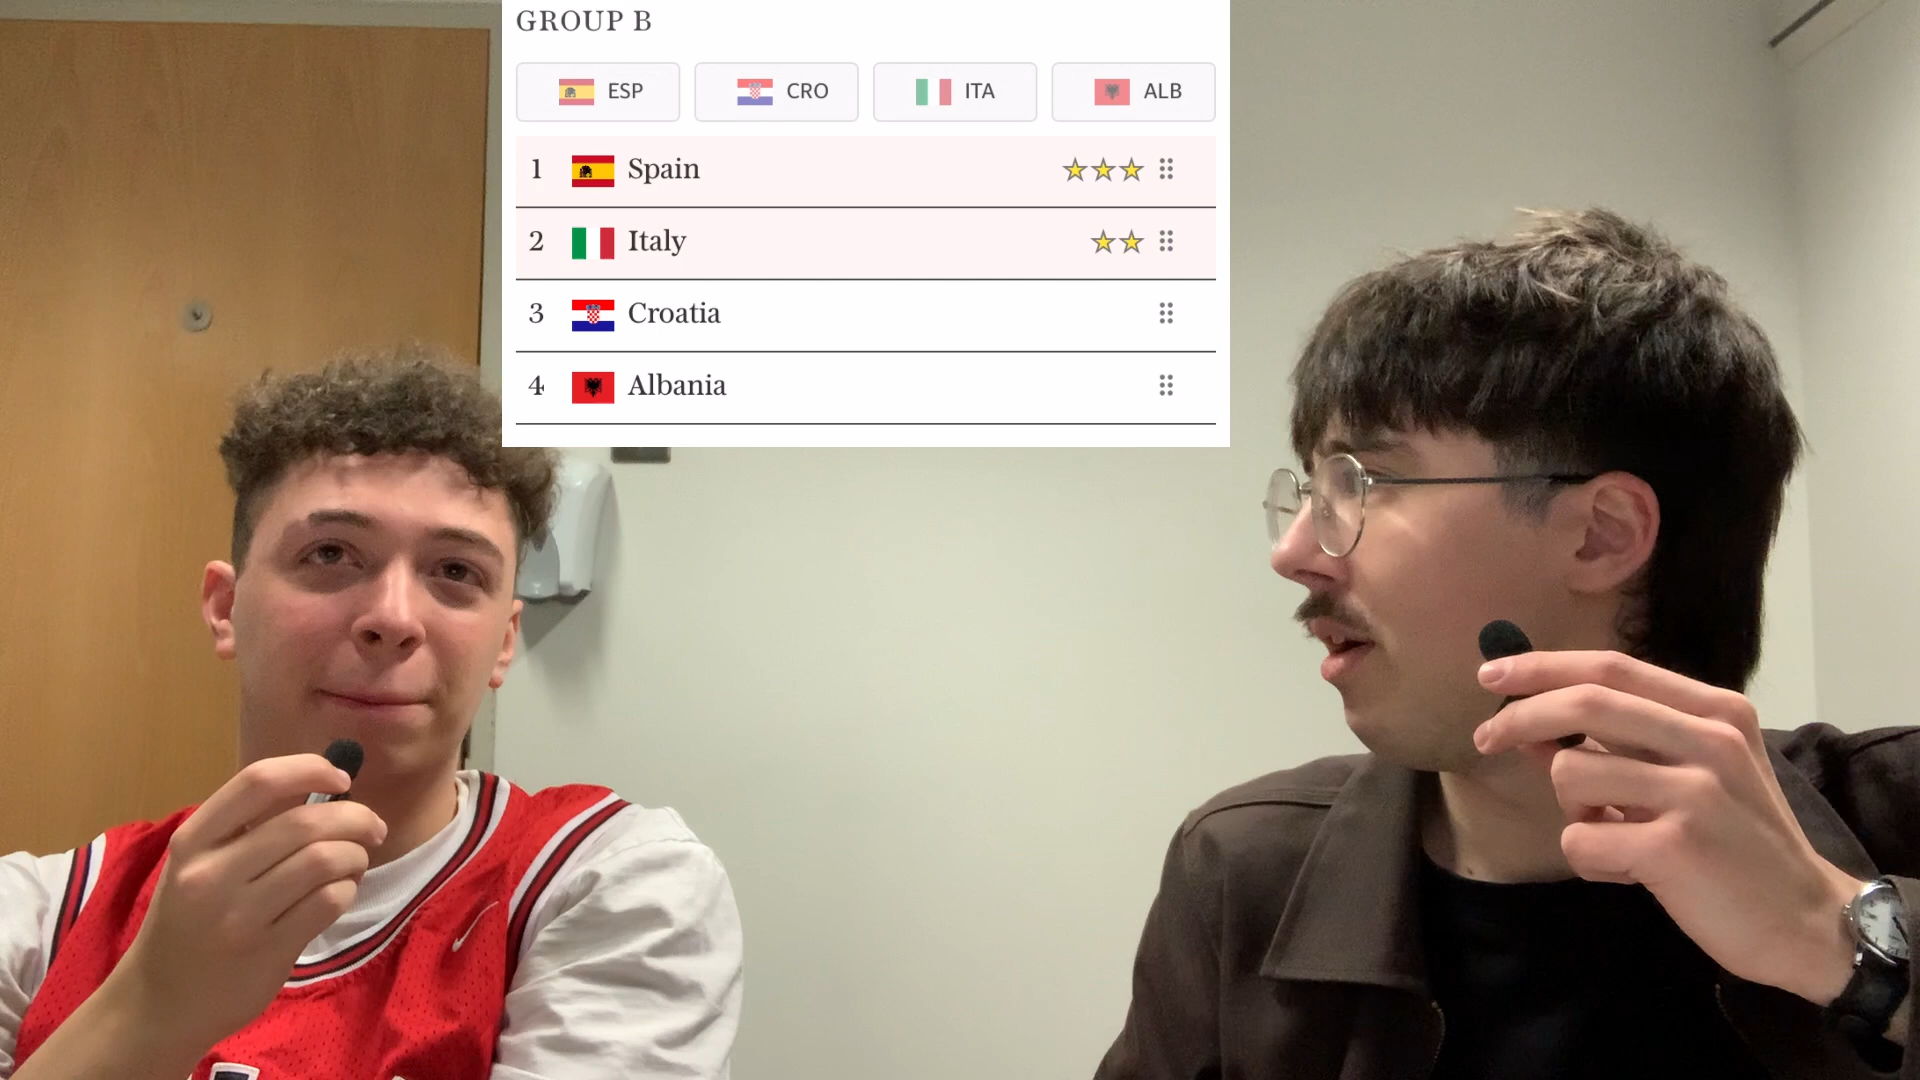 GROUP B
ESP CRO ITA ALB
1 Spain
2 Italy
3 Croatia
4 Albania